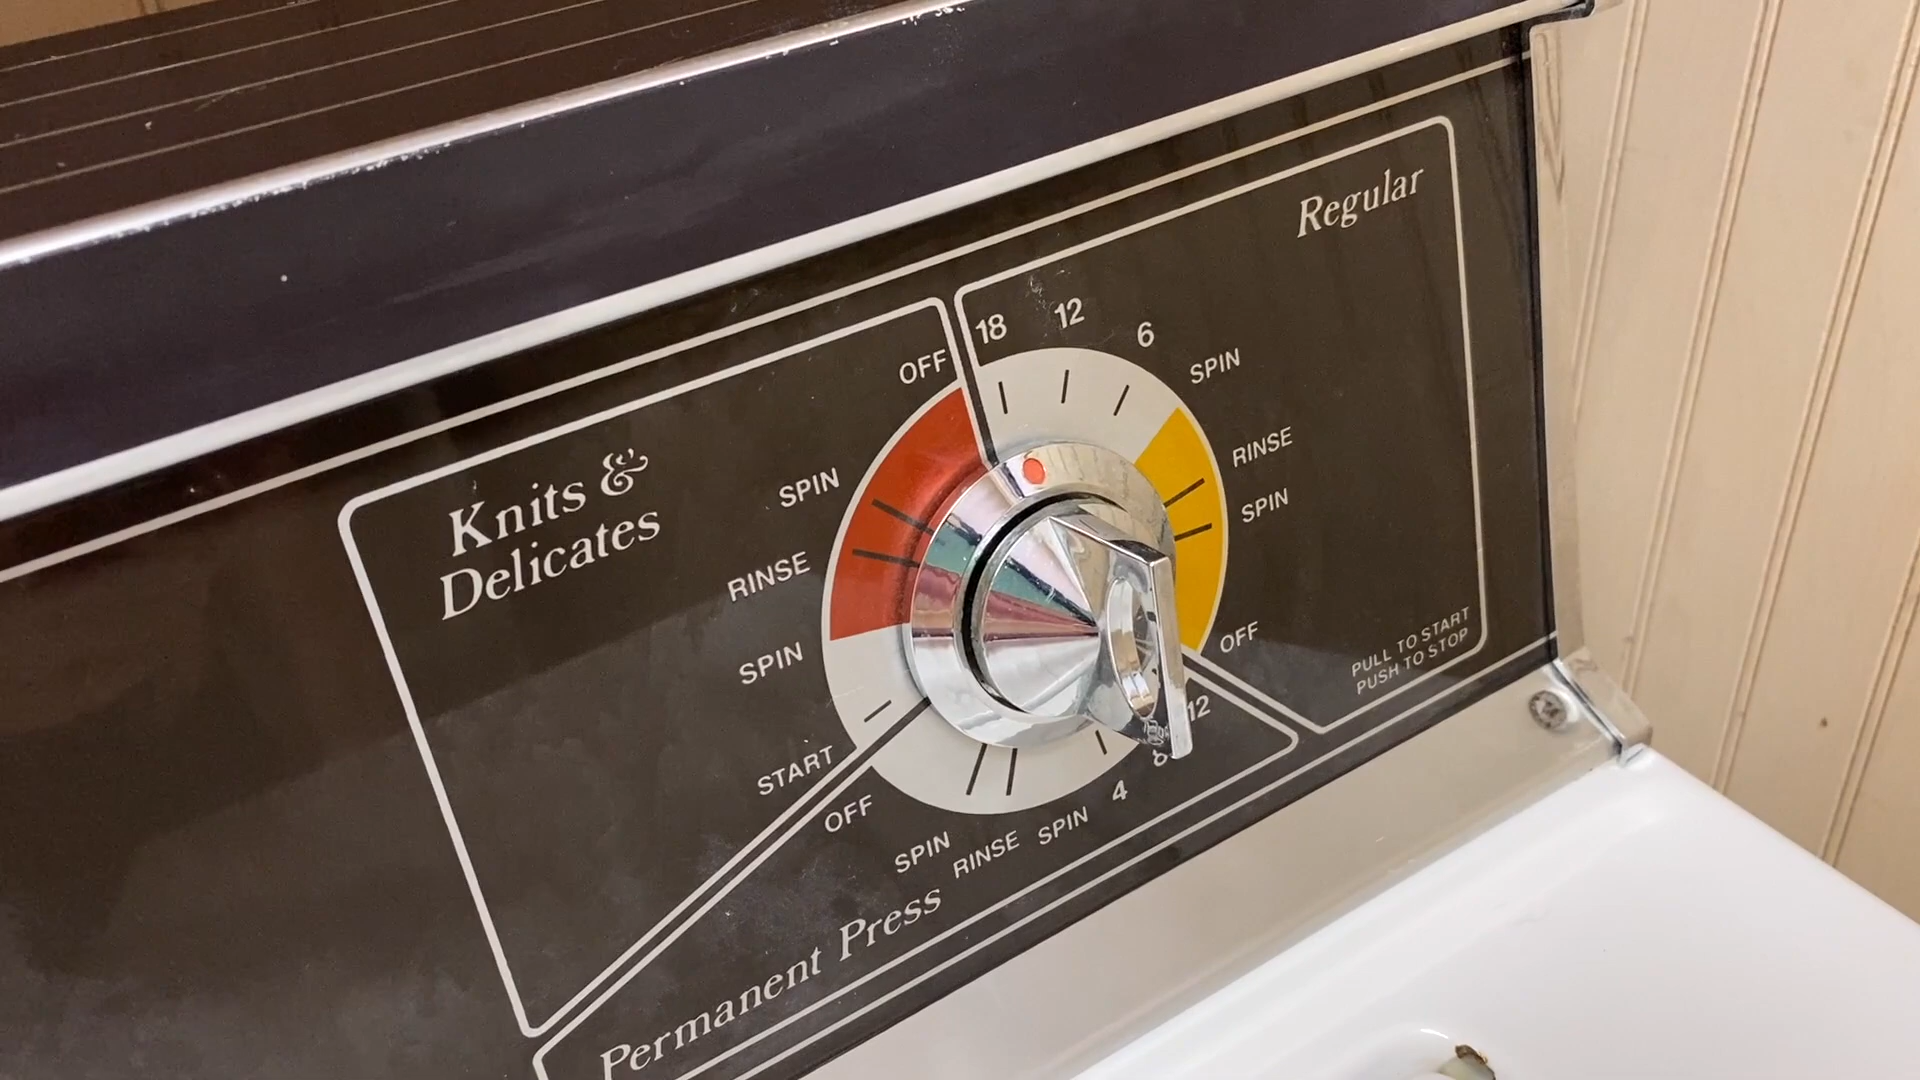 Knits &
Delicates
OFF
SPIN
RINSE
SPIN
START
Regular
18
12
6
SPIN
RINSE
SPIN
OFF
PULL TO START
PUSH TO STOP
12
8
4
SPIN
RINSE
SPIN
OFF
Permanent Press